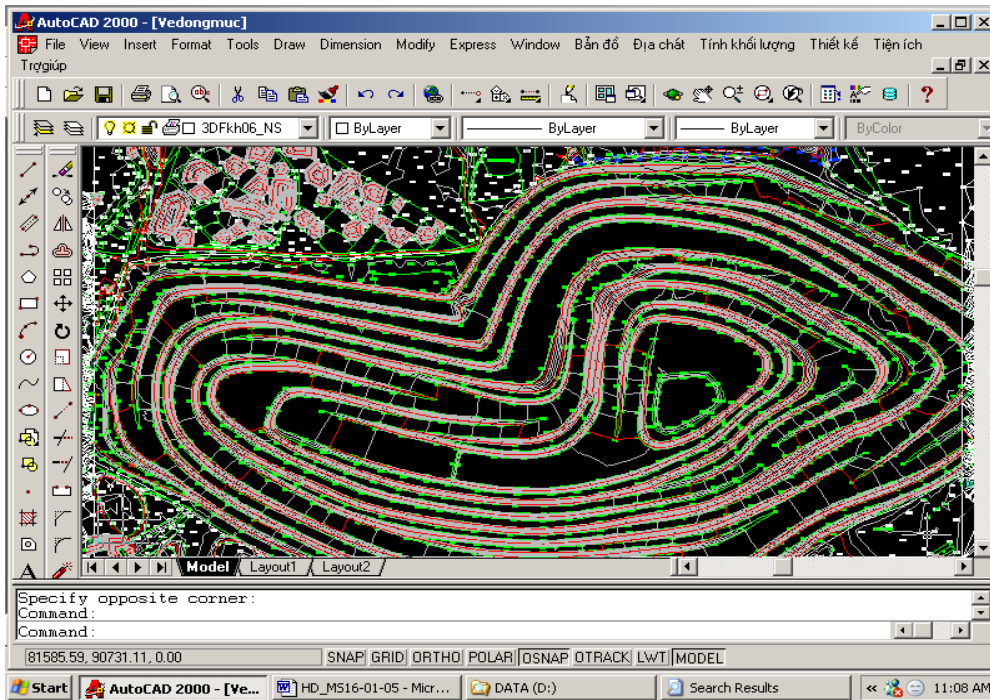 AutoCAD 2000 - [Vedongmuc]
File View Insert Format Tools Draw Dimension Modify Express Window Bản đồ Địa chất Tính khối lượng Thiết kế Tiện ích
Trợgiúp
3DFkh06_NS ByLayer ByLayer ByLayer ByColor
A
Model Layout1 Layout2
Specify opposite corner:
Command:
Command:
81585.59, 90731.11, 0.00 SNAP GRID ORTHO POLAR OSNAP OTRACK LWT MODEL
Start AutoCAD 2000 - [Ve... HD_MS16-01-05 - Micr... DATA (D:) Search Results « 11:08 AM